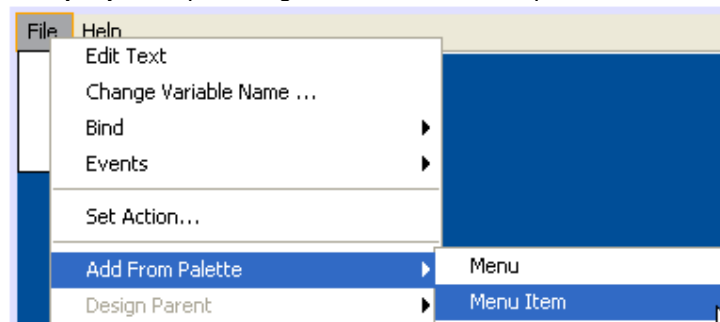 File Help
Edit Text
Change Variable Name ...
Bind
Events
Set Action...
Add From Palette
Menu
Design Parent
Menu Item